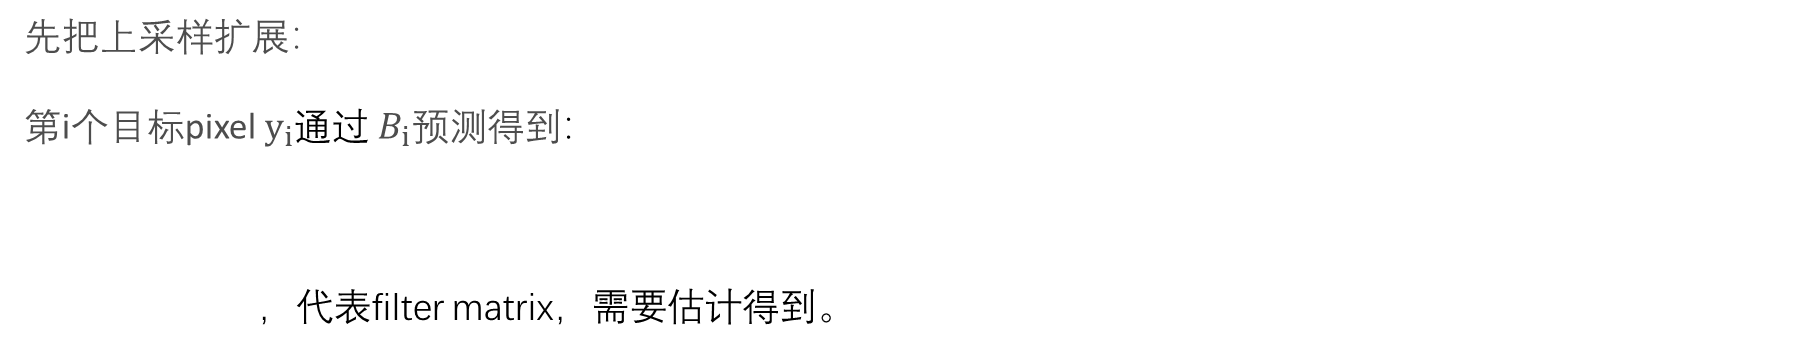 先把上采样扩展：
第i个目标pixel yᵢ通过 Bᵢ预测得到：
，代表filter matrix，需要估计得到。